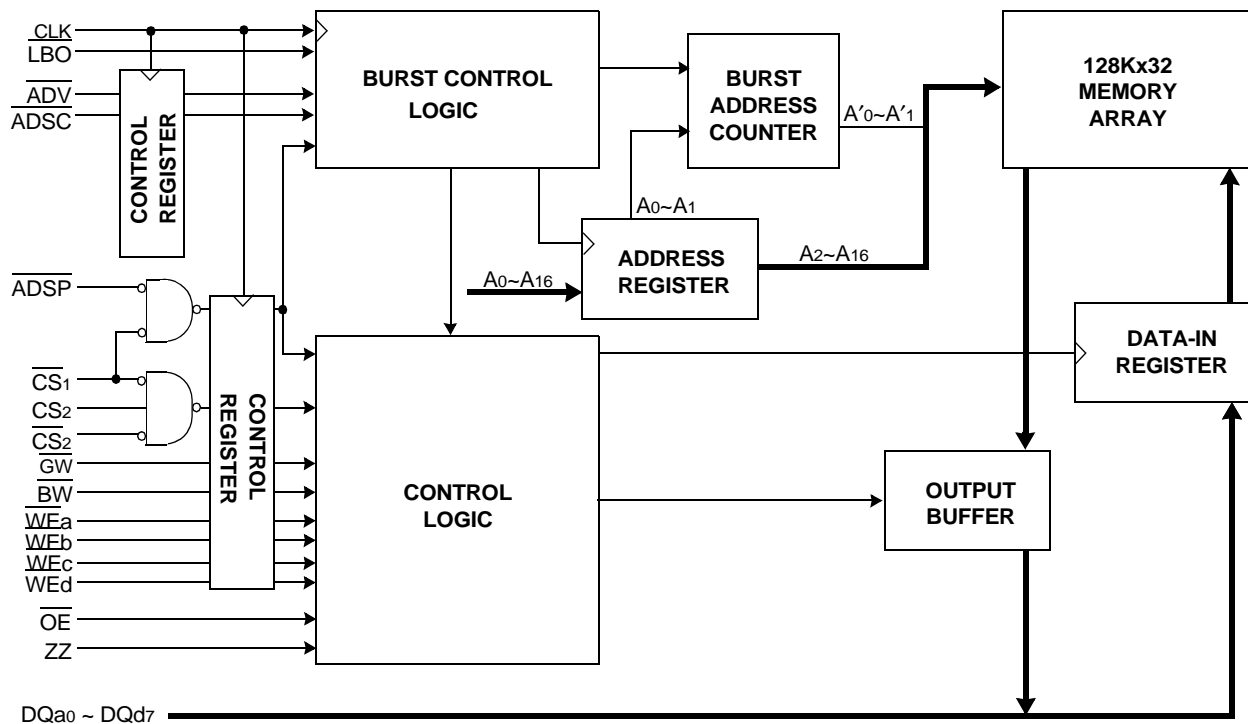 CLK
LBO
ADV
ADSC
CONTROL
REGISTER
BURST CONTROL
LOGIC
BURST
ADDRESS
COUNTER
A′0~A′1
128Kx32
MEMORY
ARRAY
A0~A1
ADDRESS
REGISTER
A2~A16
A0~A16
ADSP
CS1
CS2
CS2
GW
BW
WEa
WEb
WEc
WEd
OE
ZZ
CONTROL
REGISTER
CONTROL
LOGIC
DATA-IN
REGISTER
OUTPUT
BUFFER
DQa0 ~ DQd7